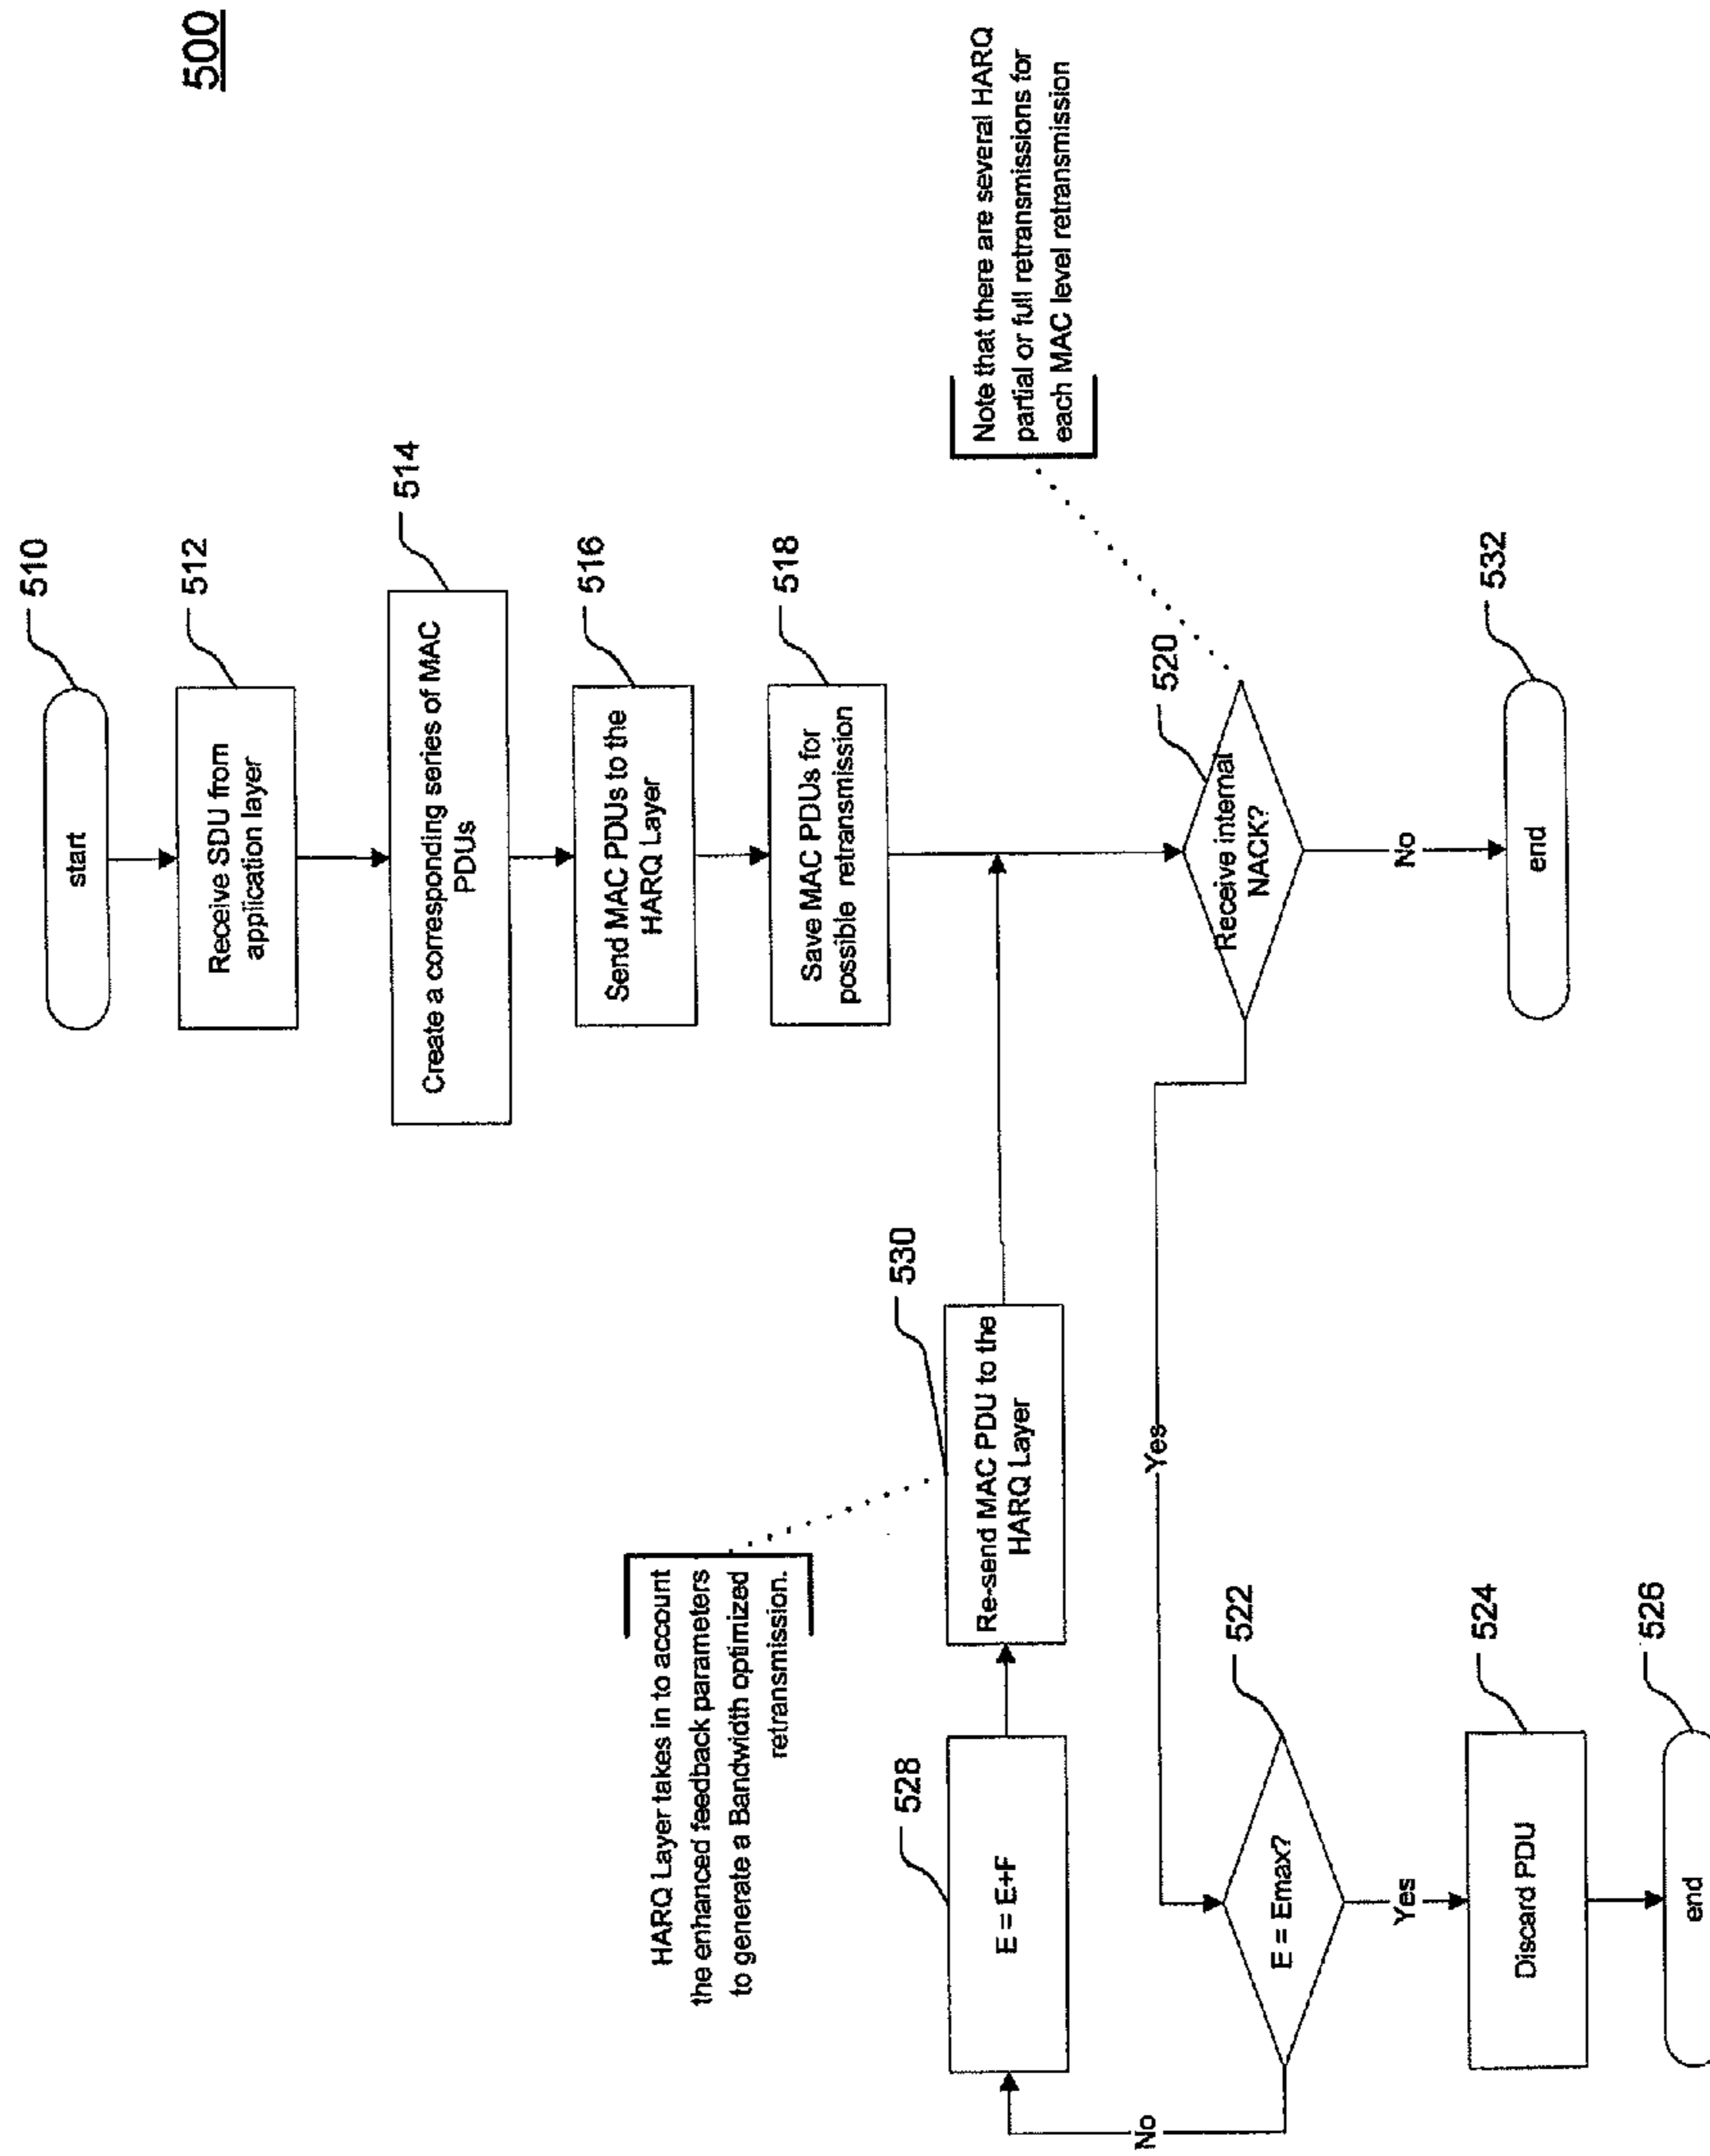 500
start
510
Receive SDU from
application layer
512
Create a corresponding series of MAC
PDUs
514
Send MAC PDUs to the
HARQ Layer
516
Save MAC PDUs for
possible retransmission
518
HARQ Layer takes in to account
the enhanced feedback parameters
to generate a Bandwidth optimized
retransmission.
E = E+F
528
Re-send MAC PDU to the
HARQ Layer
530
Note that there are several HARQ
partial or full retransmissions for
each MAC level retransmission
Receive internal
NACK?
520
Yes
No
E = Emax?
522
No
Yes
Discard PDU
524
end
526
end
532